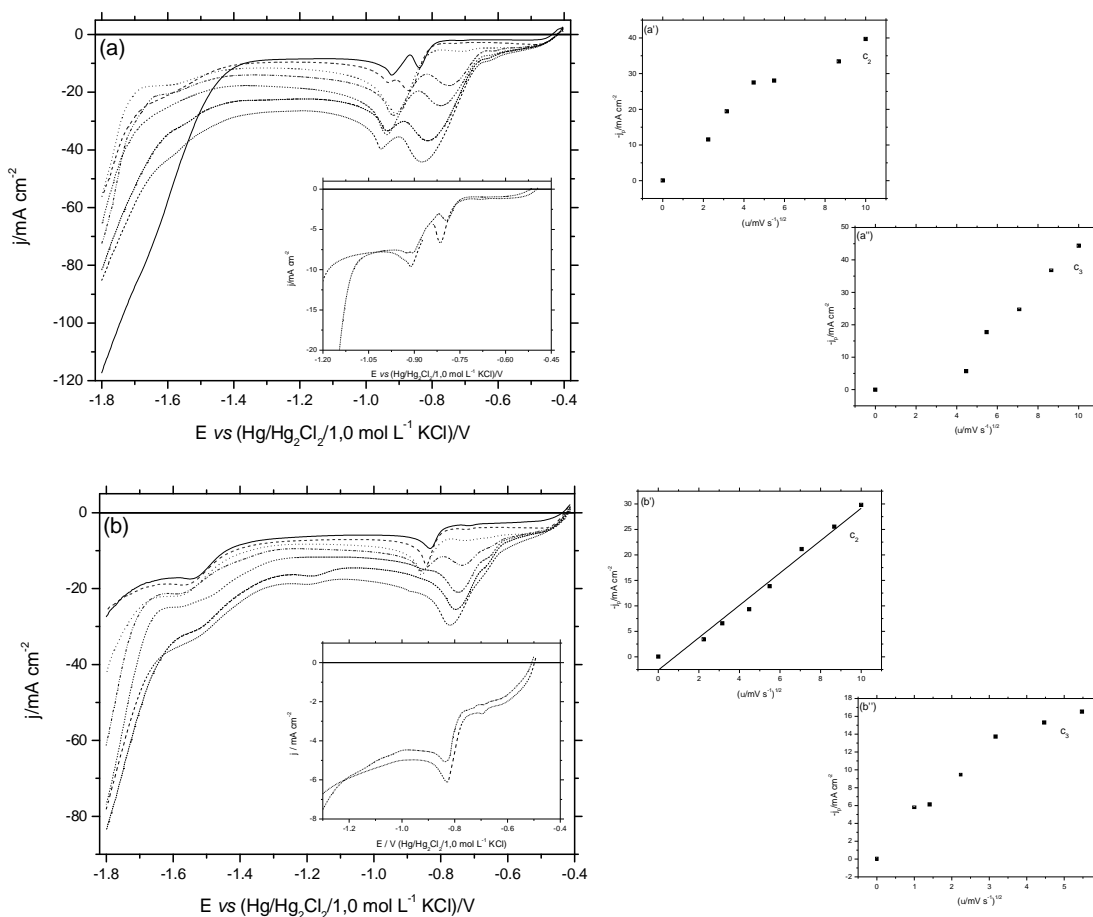 (a)
0
-20
-40
-60
-80
-100
-120
j/mA cm-2
-1.8 -1.6 -1.4 -1.2 -1.0 -0.8 -0.6 -0.4
E vs (Hg/Hg2Cl2/1,0 mol L-1 KCl)/V
0
-5
-10
-15
-20
j/mA cm-2
-1.20 -1.05 -0.90 -0.75 -0.60 -0.45
E vs (Hg/Hg2Cl2/1,0 mol L-1 KCl)/V
(a')
40
30
20
10
0
-jp/mA cm-2
c2
0 2 4 6 8 10
(u/mV s-1)1/2
(a'')
50
40
30
20
10
0
-jp/mA cm-2
c3
0 2 4 6 8 10
(u/mV s-1)1/2
(b)
0
-20
-40
-60
-80
j/mA cm-2
-1.8 -1.6 -1.4 -1.2 -1.0 -0.8 -0.6 -0.4
E vs (Hg/Hg2Cl2/1,0 mol L-1 KCl)/V
0
-2
-4
-6
-8
j / mA cm-2
-1.2 -1.0 -0.8 -0.6 -0.4
E / V (Hg/Hg2Cl2/1,0 mol L-1 KCl)
(b')
30
25
20
15
10
5
0
-jp/mA cm-2
c2
0 2 4 6 8 10
(u/mV s-1)1/2
(b'')
18
16
14
12
10
8
6
4
2
0
-jp/mA cm-2
c3
0 1 2 3 4 5
(u/mV s-1)1/2